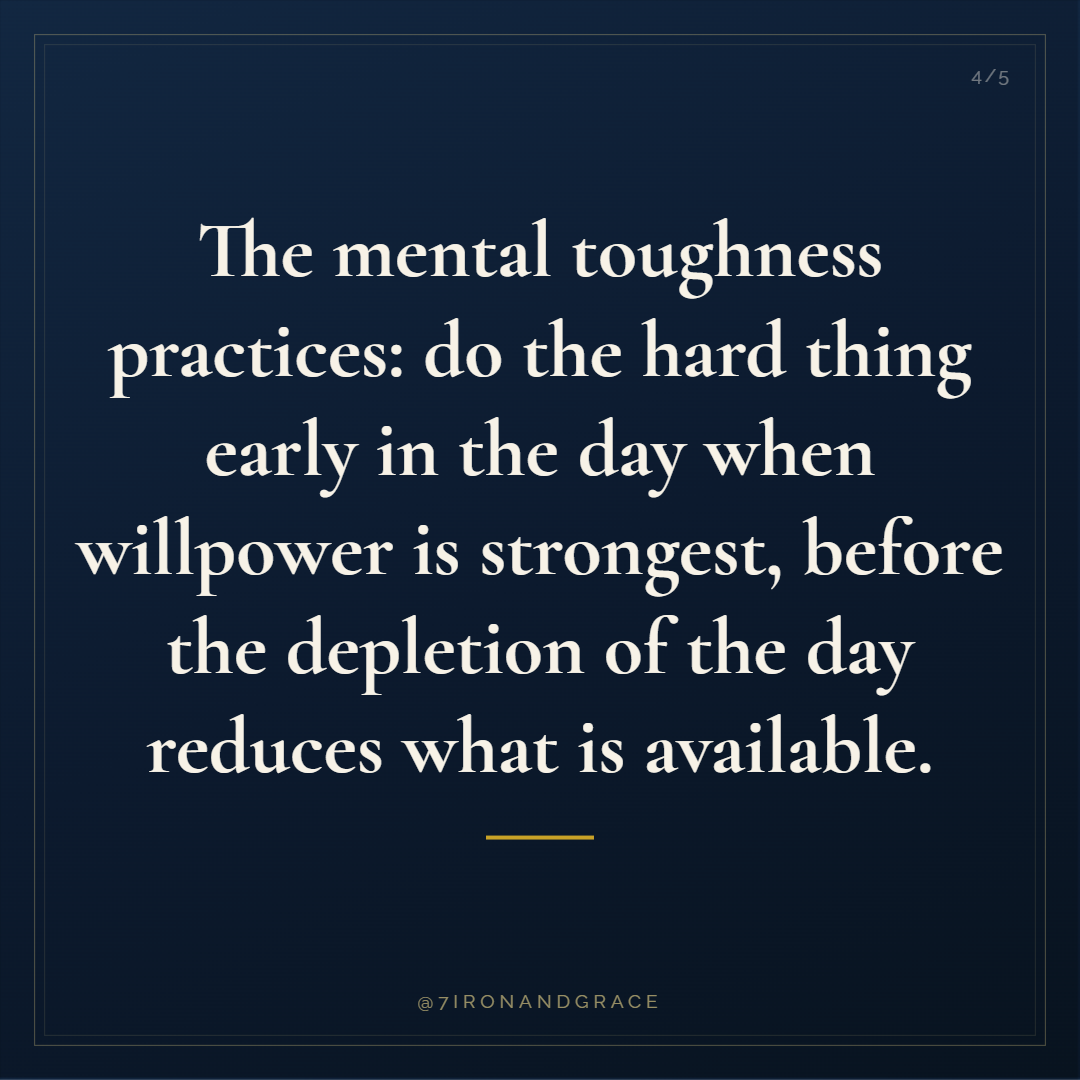 4/5
The mental toughness
practices: do the hard thing
early in the day when
willpower is strongest, before
the depletion of the day
reduces what is available.
@7IRONANDGRACE